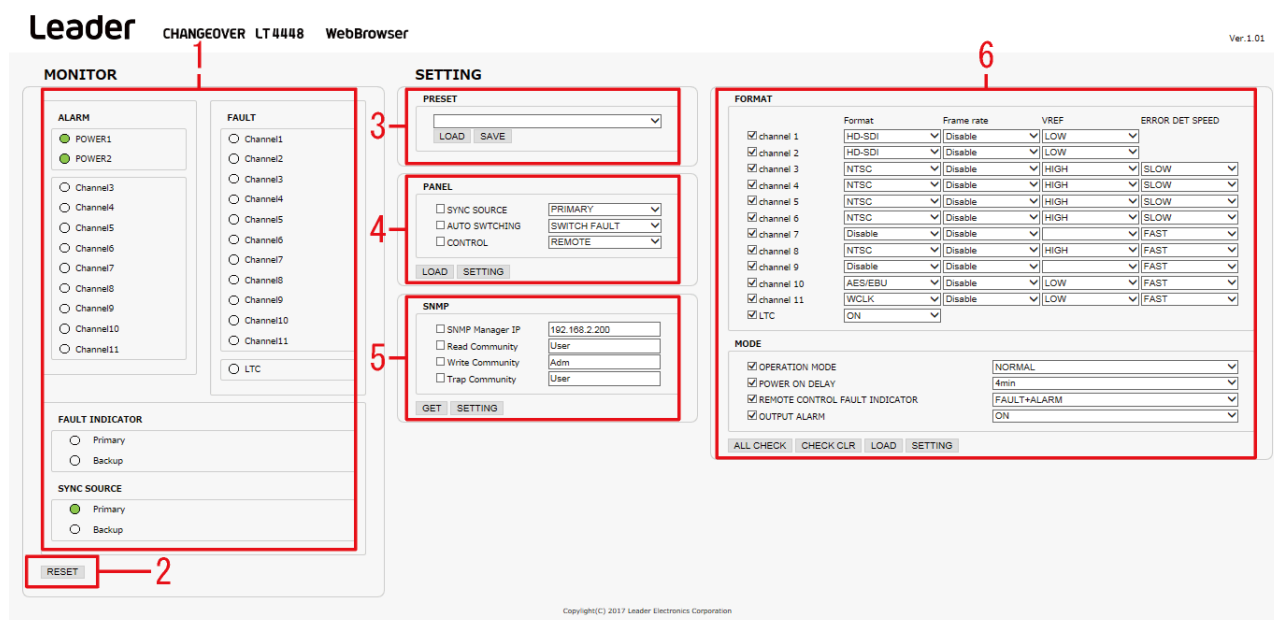 Leader CHANGEOVER LT4448 WebBrowser
Ver.1.01
1
MONITOR
ALARM
POWER1
POWER2
Channel3
Channel4
Channel5
Channel6
Channel7
Channel8
Channel9
Channel10
Channel11
FAULT
Channel1
Channel2
Channel3
Channel4
Channel5
Channel6
Channel7
Channel8
Channel9
Channel10
Channel11
LTC
FAULT INDICATOR
Primary
Backup
SYNC SOURCE
Primary
Backup
RESET
2
SETTING
3
PRESET
LOAD SAVE
4
PANEL
SYNC SOURCE PRIMARY
AUTO SWTCHING SWITCH FAULT
CONTROL REMOTE
LOAD SETTING
5
SNMP
SNMP Manager IP 192.168.2.200
Read Community User
Write Community Adm
Trap Community User
GET SETTING
6
FORMAT
Format Frame rate VREF ERROR DET SPEED
channel 1 HD-SDI Disable LOW
channel 2 HD-SDI Disable LOW
channel 3 NTSC Disable HIGH SLOW
channel 4 NTSC Disable HIGH SLOW
channel 5 NTSC Disable HIGH SLOW
channel 6 NTSC Disable HIGH SLOW
channel 7 Disable Disable FAST
channel 8 NTSC Disable HIGH FAST
channel 9 Disable Disable FAST
channel 10 AES/EBU Disable LOW FAST
channel 11 WCLK Disable LOW FAST
LTC ON
MODE
OPERATION MODE NORMAL
POWER ON DELAY 4min
REMOTE CONTROL FAULT INDICATOR FAULT+ALARM
OUTPUT ALARM ON
ALL CHECK CHECK CLR LOAD SETTING
Copyright(C) 2017 Leader Electronics Corporation